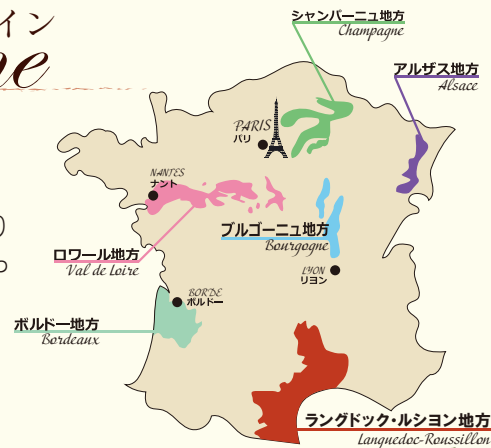 イン
ne
シャンパーニュ地方
Champagne
アルザス地方
Alsace
PARIS
パリ
NANTES
ナント
ブルゴーニュ地方
Bourgogne
ロワール地方
Val de Loire
LYON
リヨン
BORDE
ボルドー
ボルドー地方
Bordeaux
ラングドック・ルシヨン地方
Languedoc-Roussillon